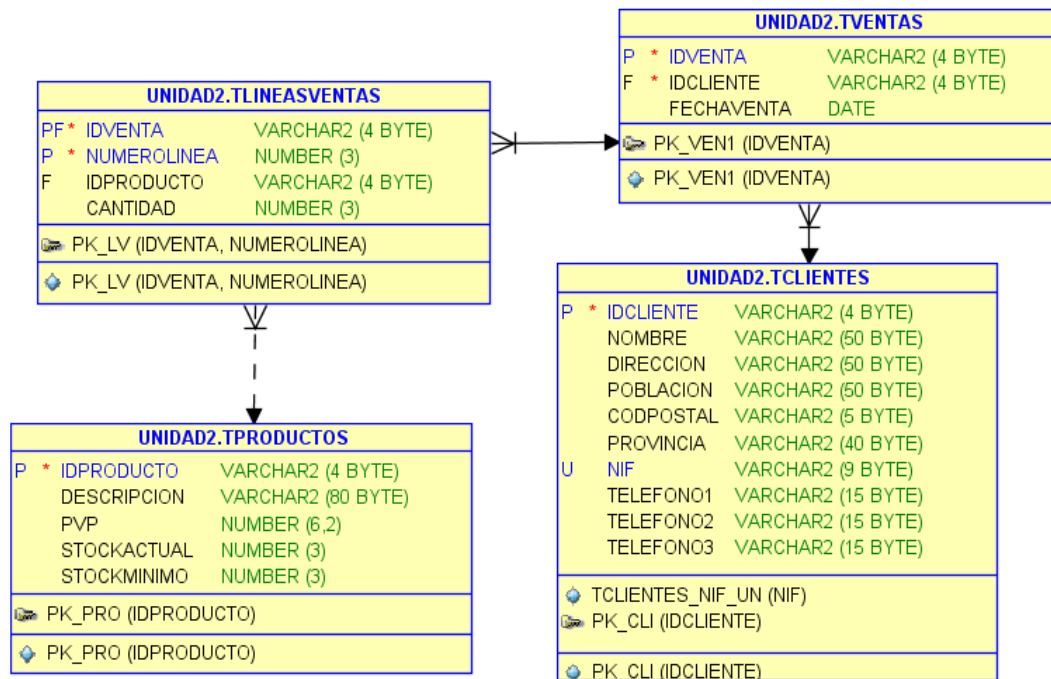 UNIDAD2.TVENTAS
P * IDVENTA VARCHAR2 (4 BYTE)
F * IDCLIENTE VARCHAR2 (4 BYTE)
FECHAVENTA DATE
PK_VEN1 (IDVENTA)
PK_VEN1 (IDVENTA)
UNIDAD2.TLINEASVENTAS
PF* IDVENTA VARCHAR2 (4 BYTE)
P * NUMEROLINEA NUMBER (3)
F IDPRODUCTO VARCHAR2 (4 BYTE)
CANTIDAD NUMBER (3)
PK_LV (IDVENTA, NUMEROLINEA)
PK_LV (IDVENTA, NUMEROLINEA)
UNIDAD2.TCLIENTES
P * IDCLIENTE VARCHAR2 (4 BYTE)
NOMBRE VARCHAR2 (50 BYTE)
DIRECCION VARCHAR2 (50 BYTE)
POBLACION VARCHAR2 (50 BYTE)
CODPOSTAL VARCHAR2 (5 BYTE)
PROVINCIA VARCHAR2 (40 BYTE)
U NIF VARCHAR2 (9 BYTE)
TELEFONO1 VARCHAR2 (15 BYTE)
TELEFONO2 VARCHAR2 (15 BYTE)
TELEFONO3 VARCHAR2 (15 BYTE)
TCLIENTES_NIF_UN (NIF)
PK_CLI (IDCLIENTE)
PK_CLI (IDCLIENTE)
UNIDAD2.TPRODUCTOS
P * IDPRODUCTO VARCHAR2 (4 BYTE)
DESCRIPCION VARCHAR2 (80 BYTE)
PVP NUMBER (6,2)
STOCKACTUAL NUMBER (3)
STOCKMINIMO NUMBER (3)
PK_PRO (IDPRODUCTO)
PK_PRO (IDPRODUCTO)